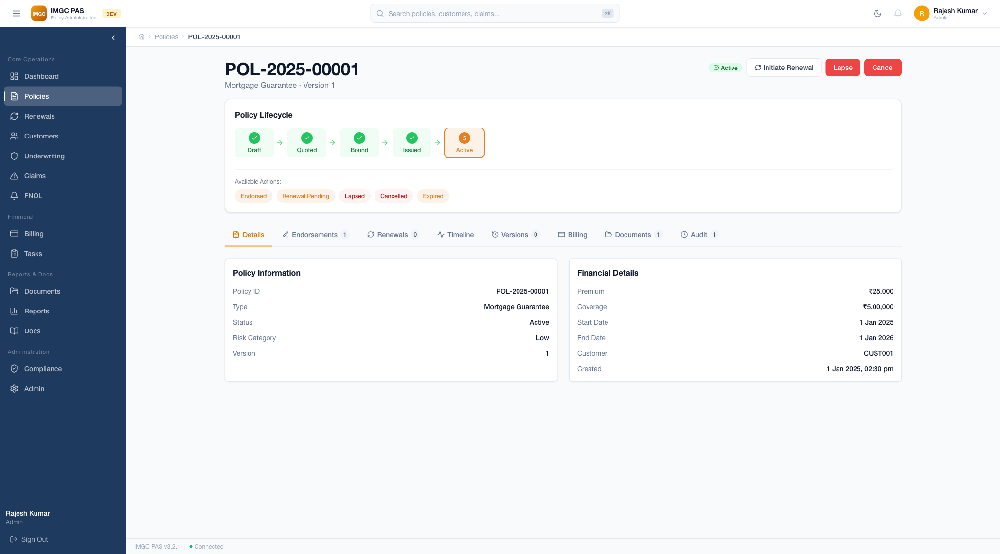 IMGC
IMGC PAS
Policy Administration
DEV
Search policies, customers, claims...
⌘K
R
Rajesh Kumar
Admin
Core Operations
Dashboard
Policies
Renewals
Customers
Underwriting
Claims
FNOL
Financial
Billing
Tasks
Reports & Docs
Documents
Reports
Docs
Administration
Compliance
Admin
Rajesh Kumar
Admin
Sign Out
Policies
POL-2025-00001
POL-2025-00001
Mortgage Guarantee · Version 1
Active
Initiate Renewal
Lapse
Cancel
Policy Lifecycle
Draft
Quoted
Bound
Issued
5
Active
Available Actions:
Endorsed
Renewal Pending
Lapsed
Cancelled
Expired
Details
Endorsements 1
Renewals 0
Timeline
Versions 0
Billing
Documents 1
Audit 1
Policy Information
Policy ID POL-2025-00001
Type Mortgage Guarantee
Status Active
Risk Category Low
Version 1
Financial Details
Premium ₹25,000
Coverage ₹5,00,000
Start Date 1 Jan 2025
End Date 1 Jan 2026
Customer CUST001
Created 1 Jan 2025, 02:30 pm
IMGC PAS v3.2.1 | Connected